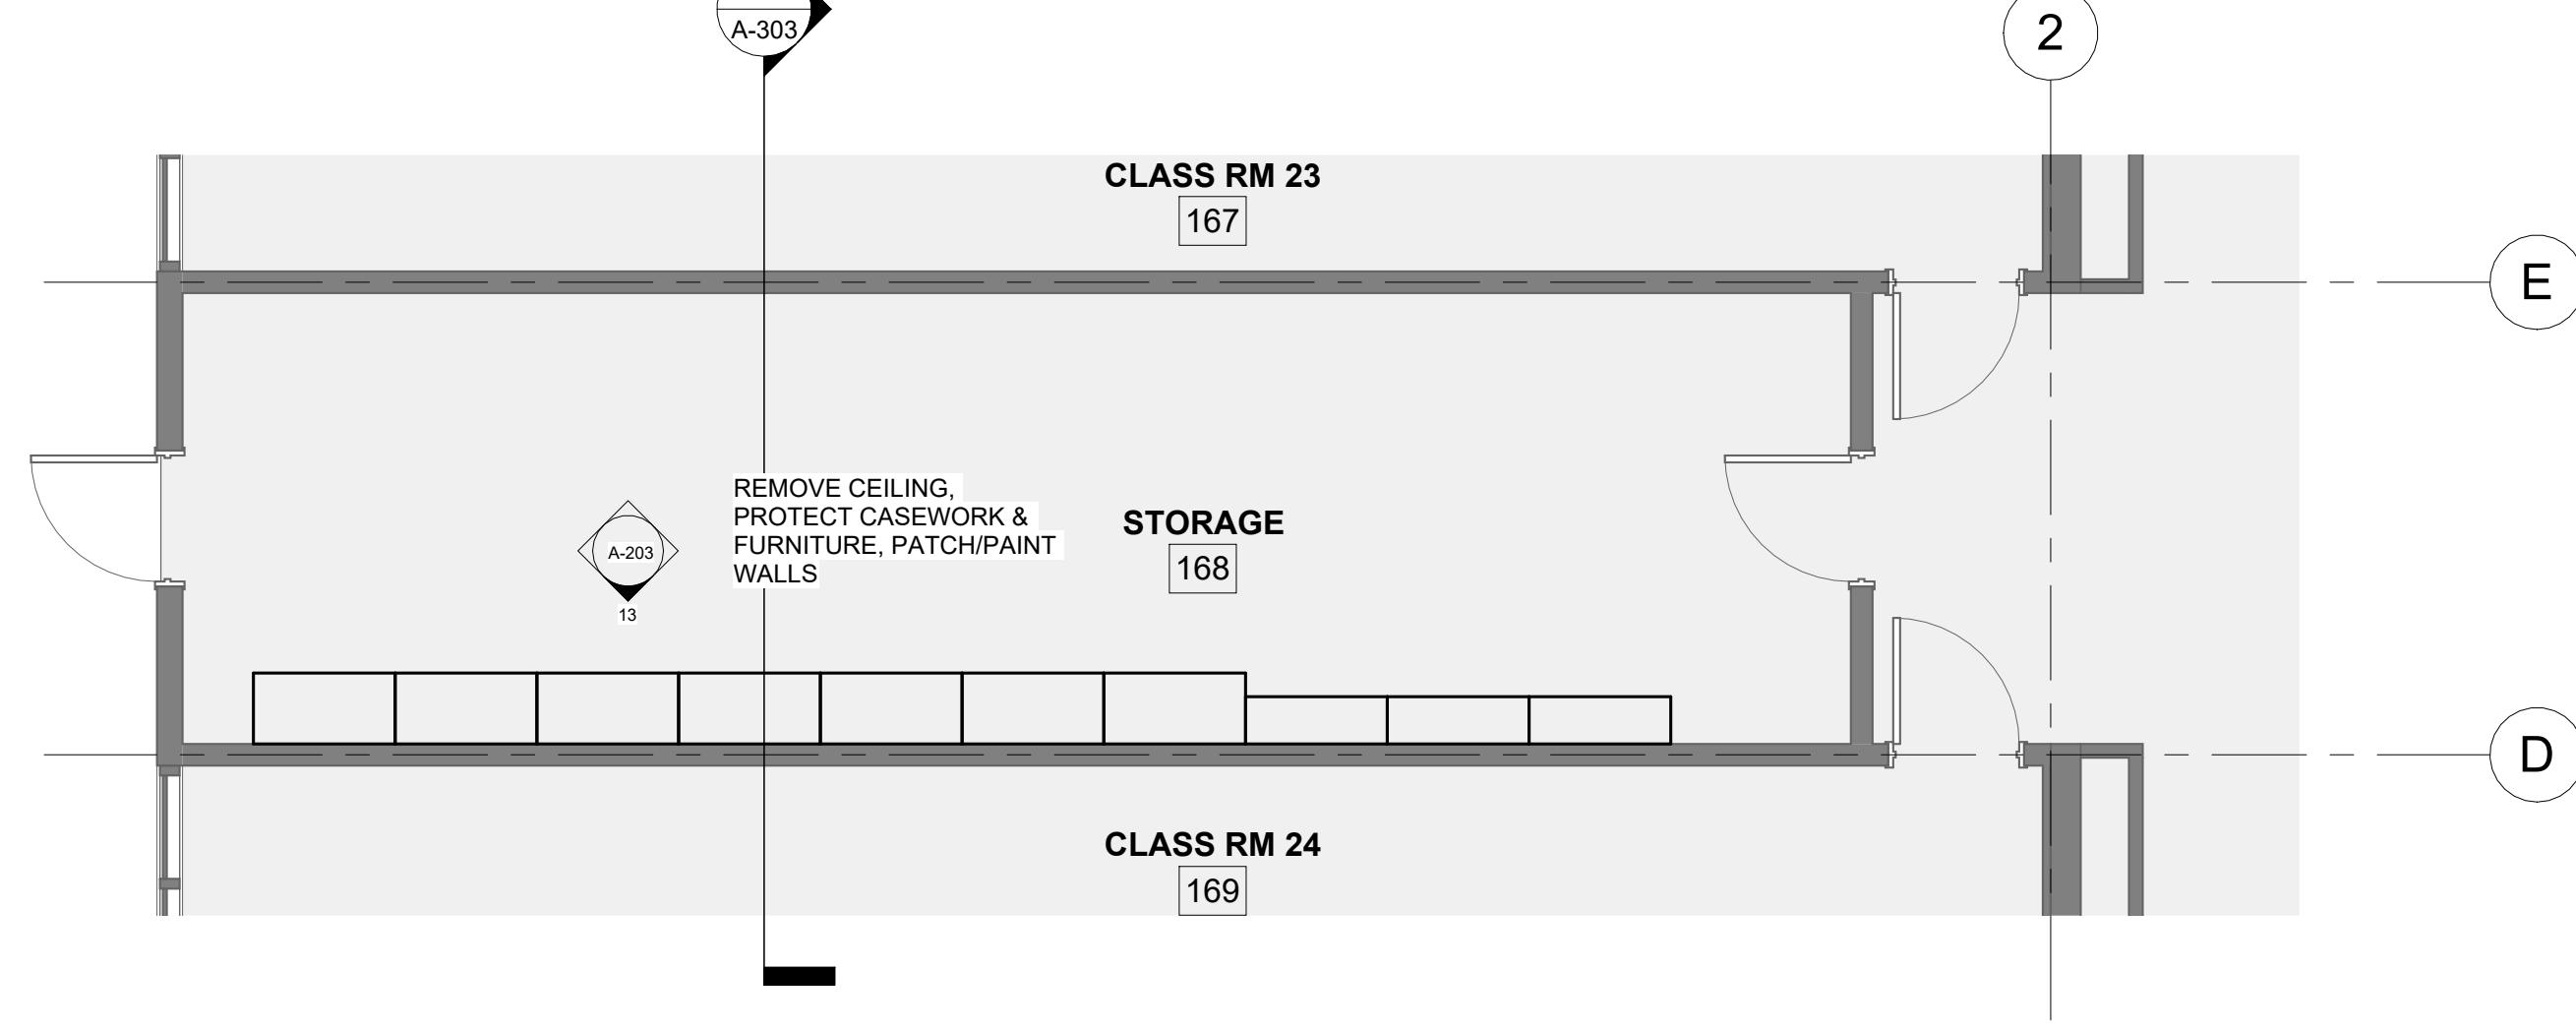 A-303
2
CLASS RM 23
167
E
REMOVE CEILING,
PROTECT CASEWORK &
FURNITURE, PATCH/PAINT
WALLS
STORAGE
168
A-203
13
D
CLASS RM 24
169